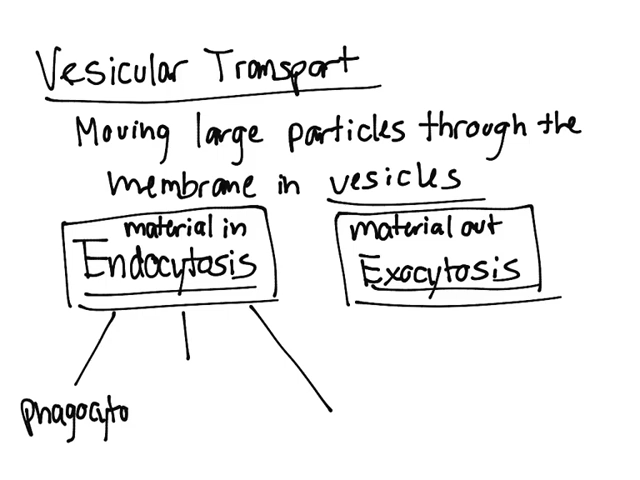 Vesicular Transport
Moving large particles through the
membrane in vesicles
material in
Endocytosis
material out
Exocytosis
phagocyto